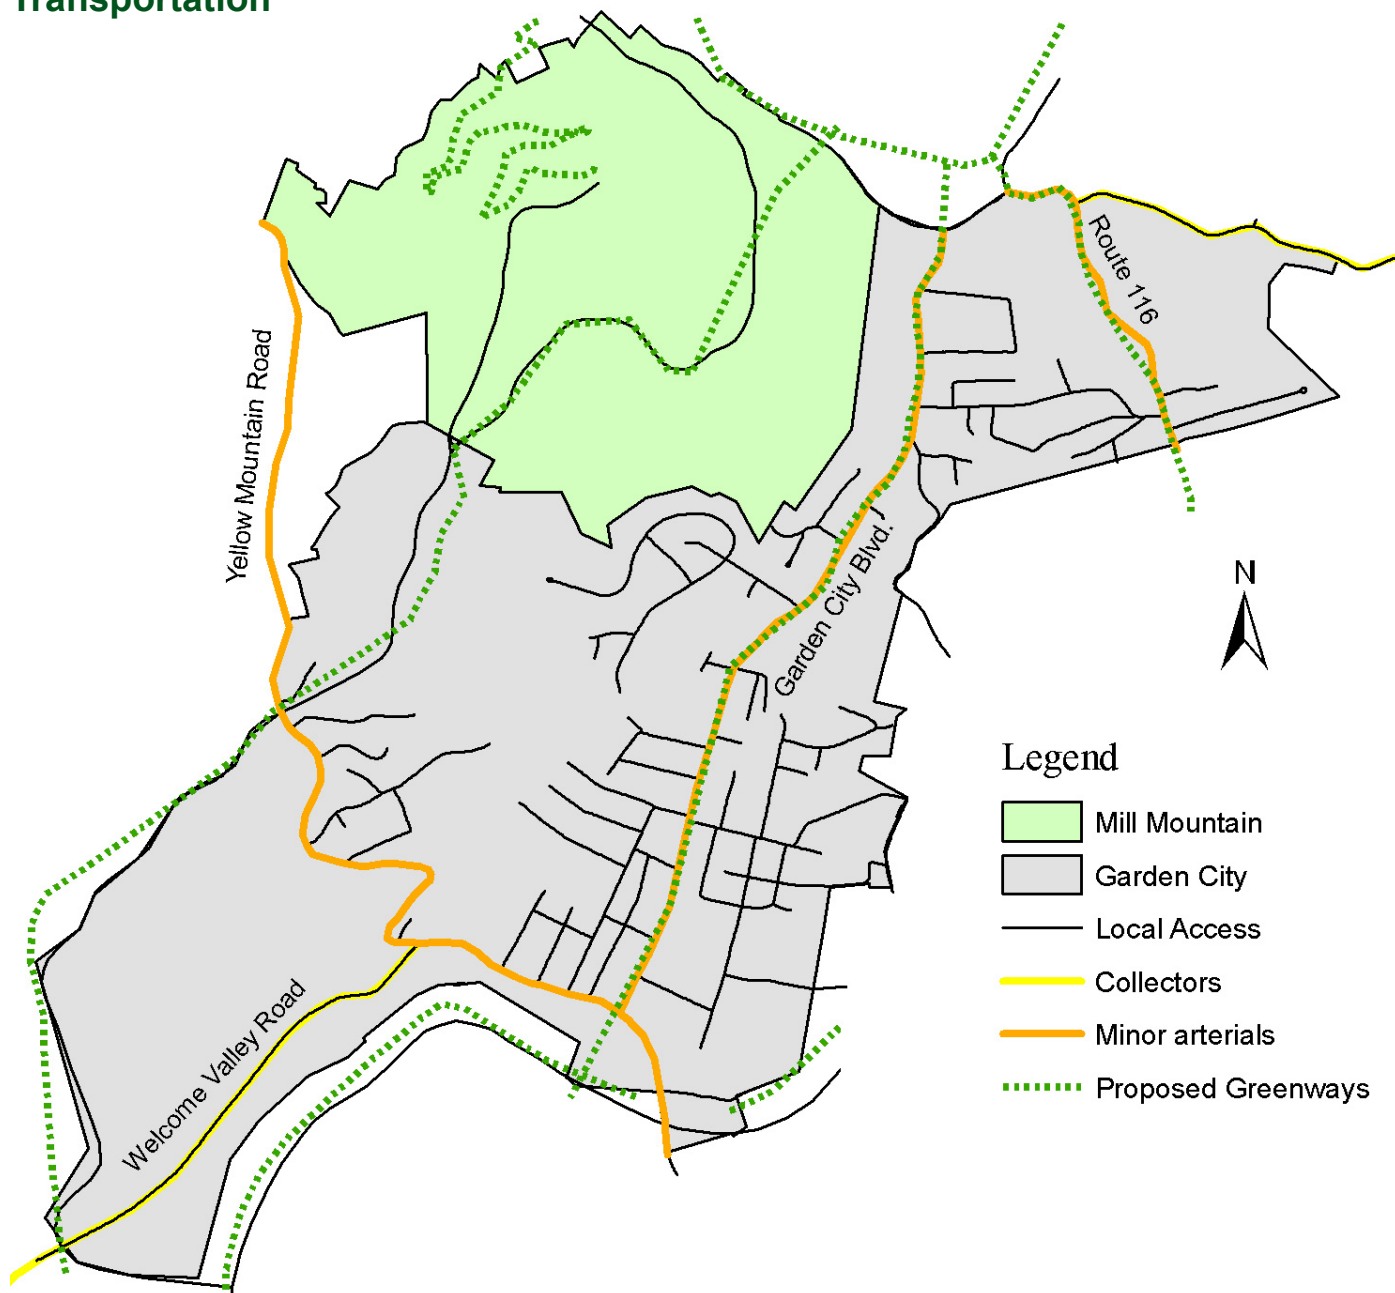 Transportation
Route 116
Yellow Mountain Road
Garden City Blvd.
N
Legend
Mill Mountain
Garden City
Local Access
Collectors
Minor arterials
Proposed Greenways
Welcome Valley Road